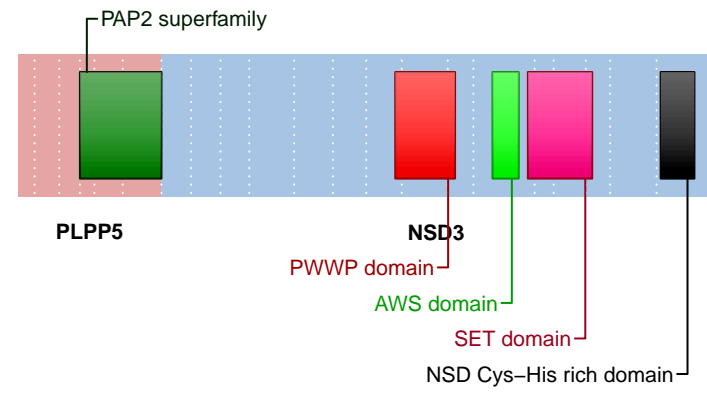 PAP2 superfamily
PLPP5
NSD3
PWWP domain
AWS domain
SET domain
NSD Cys−His rich domain